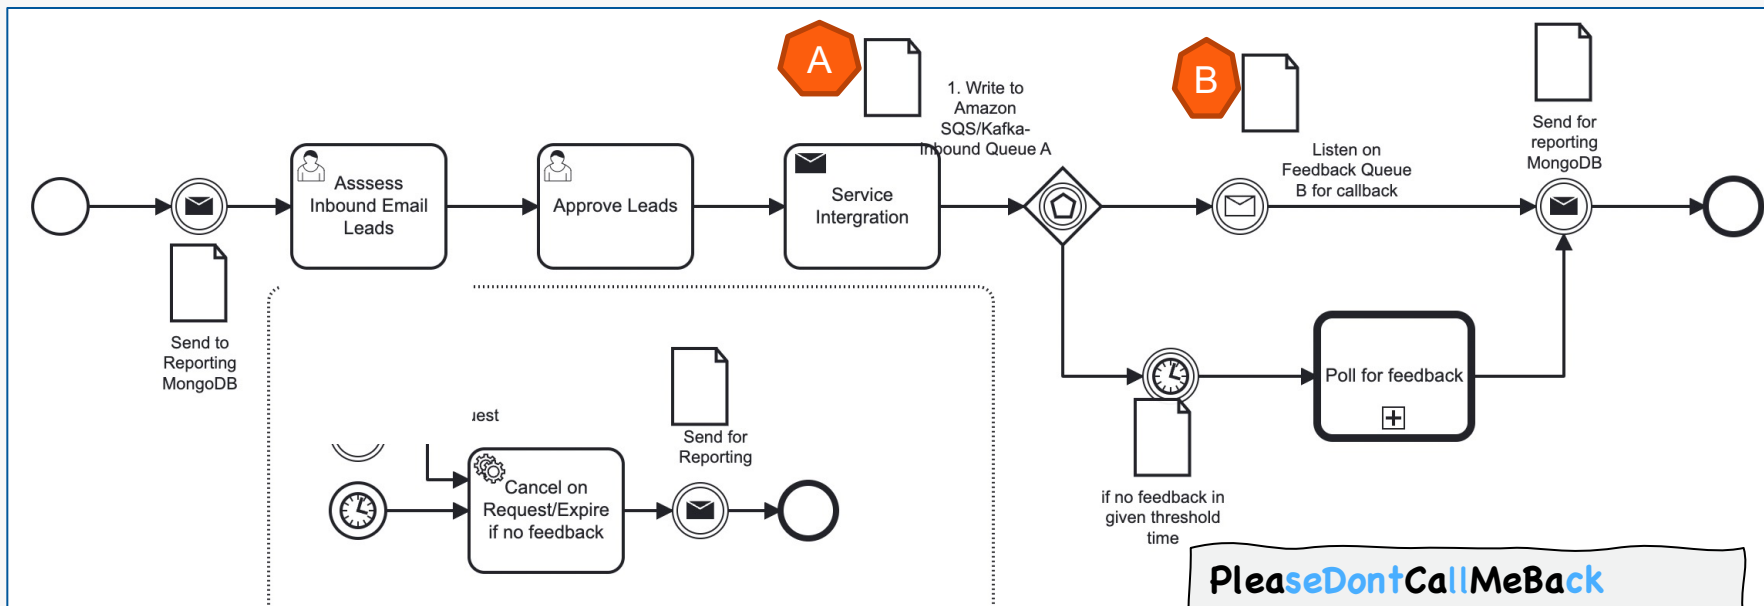 A
1. Write to
Amazon
SQS/Kafka-
Inbound Queue A
B
Listen on
Feedback Queue
B for callback
Send for
reporting
MongoDB
Asssess
Inbound Email
Leads
Approve Leads
Service
Intergration
Send to
Reporting
MongoDB
Poll for feedback
Send for
Reporting
Cancel on
Request/Expire
if no feedback
if no feedback in
given threshold
time
PleaseDontCallMeBack